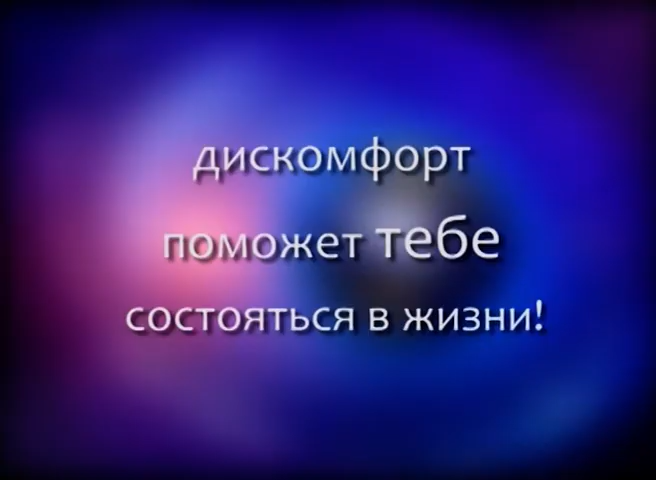 дискомфорт
поможет тебе
состояться в жизни!